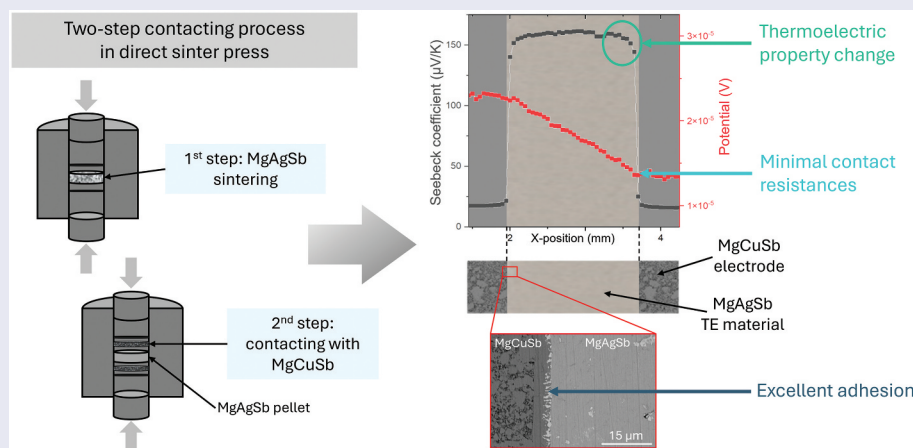 Two-step contacting process
in direct sinter press
1st step: MgAgSb
sintering
2nd step:
contacting with
MgCuSb
MgAgSb pellet
Seebeck coefficient (µV/K)
150
100
50
0
3×10⁻⁵
2×10⁻⁵
1×10⁻⁵
Potential (V)
2
X-position (mm)
4
Thermoelectric
property change
Minimal contact
resistances
MgCuSb
electrode
MgAgSb
TE material
MgCuSb
MgAgSb
15 µm
Excellent adhesion